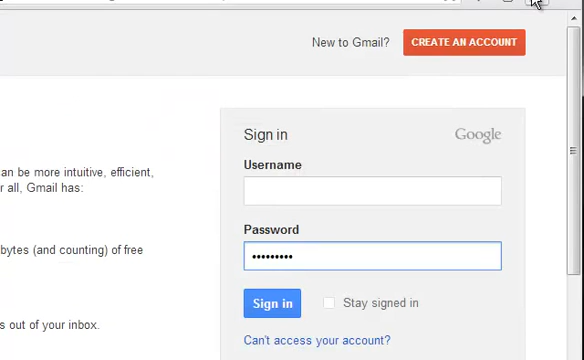 New to Gmail? CREATE AN ACCOUNT
Sign in Google
Username
an be more intuitive, efficient,
r all, Gmail has:
Password
bytes (and counting) of free
•••••••••
Sign in Stay signed in
s out of your inbox.
Can't access your account?